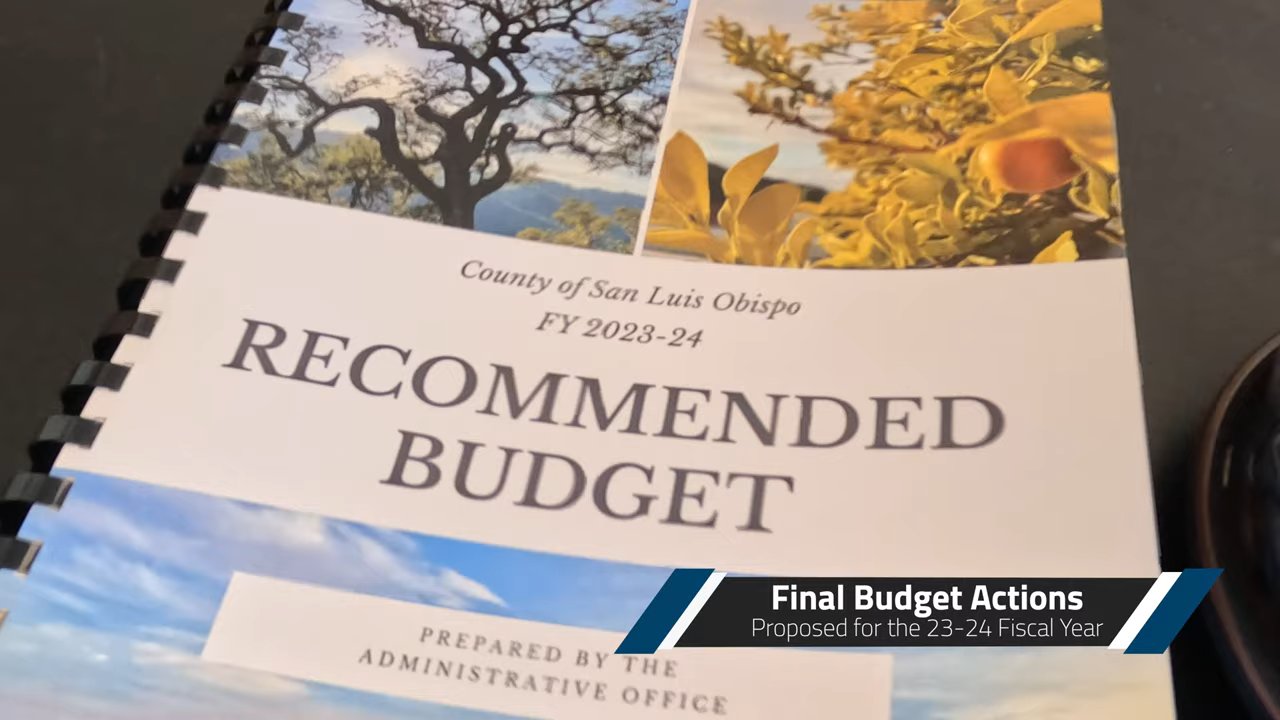 County of San Luis Obispo
FY 2023-24
RECOMMENDED
BUDGET
PREPARED BY THE
ADMINISTRATIVE OFFICE
Final Budget Actions
Proposed for the 23-24 Fiscal Year